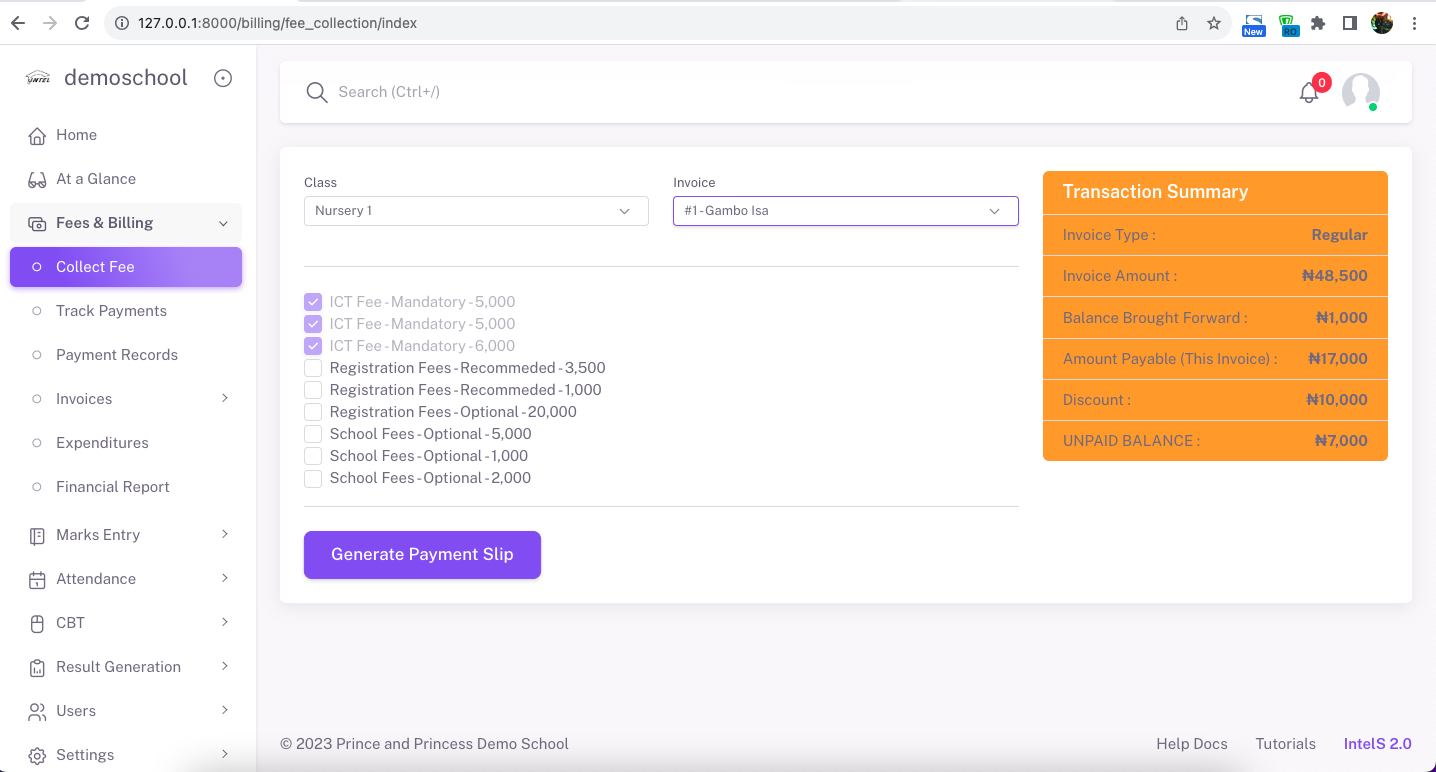 127.0.0.1:8000/billing/fee_collection/index
New
RO
INTEL
demoschool
Search (Ctrl+/)
0
Home
At a Glance
Fees & Billing
Collect Fee
Track Payments
Payment Records
Invoices
Expenditures
Financial Report
Marks Entry
Attendance
CBT
Result Generation
Users
Settings
Class
Invoice
Nursery 1
#1 - Gambo Isa
ICT Fee - Mandatory - 5,000
ICT Fee - Mandatory - 5,000
ICT Fee - Mandatory - 6,000
Registration Fees - Recommeded - 3,500
Registration Fees - Recommeded - 1,000
Registration Fees - Optional - 20,000
School Fees - Optional - 5,000
School Fees - Optional - 1,000
School Fees - Optional - 2,000
Generate Payment Slip
Transaction Summary
Invoice Type : Regular
Invoice Amount : ₦48,500
Balance Brought Forward : ₦1,000
Amount Payable (This Invoice) : ₦17,000
Discount : ₦10,000
UNPAID BALANCE : ₦7,000
© 2023 Prince and Princess Demo School
Help Docs Tutorials IntelS 2.0